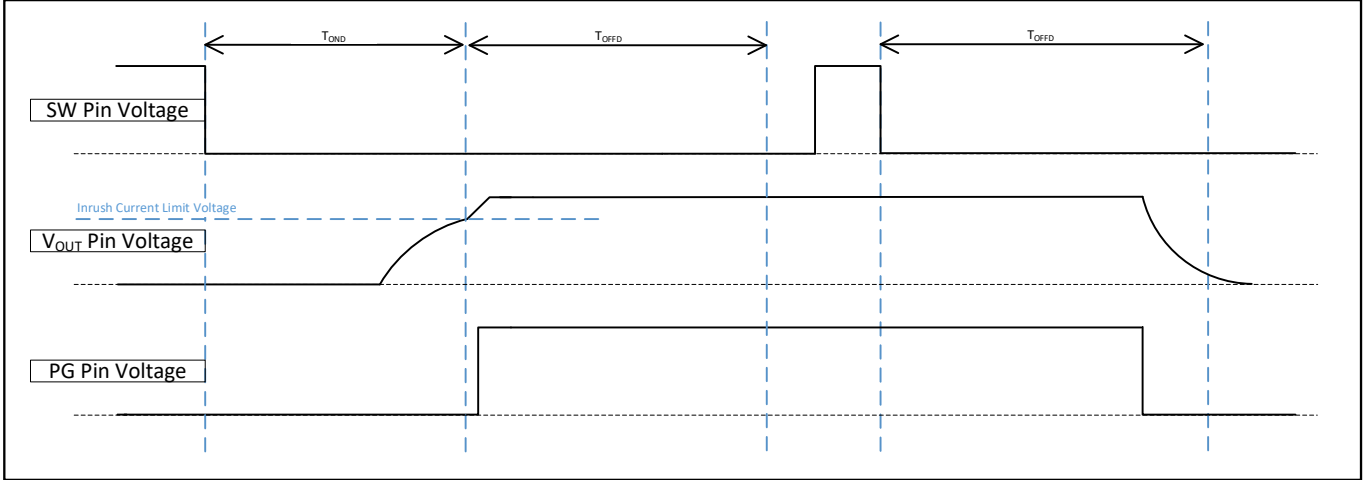 TOND
TOFFD
TOFFD
SW Pin Voltage
Inrush Current Limit Voltage
VOUT Pin Voltage
PG Pin Voltage